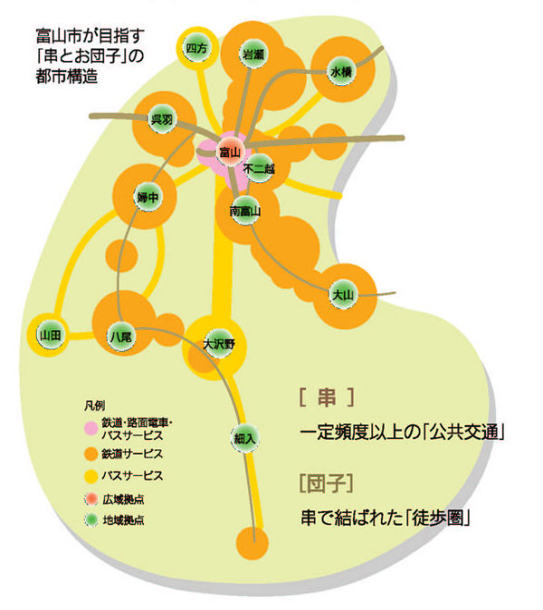 富山市が目指す
「串とお団子」の
都市構造
四方
岩瀬
水橋
呉羽
富山
不二越
婦中
南富山
大山
山田
八尾
大沢野
細入
凡例
鉄道・路面電車・
バスサービス
鉄道サービス
バスサービス
広域拠点
地域拠点
[ 串 ]
一定頻度以上の「公共交通」
[団子]
串で結ばれた「徒歩圏」